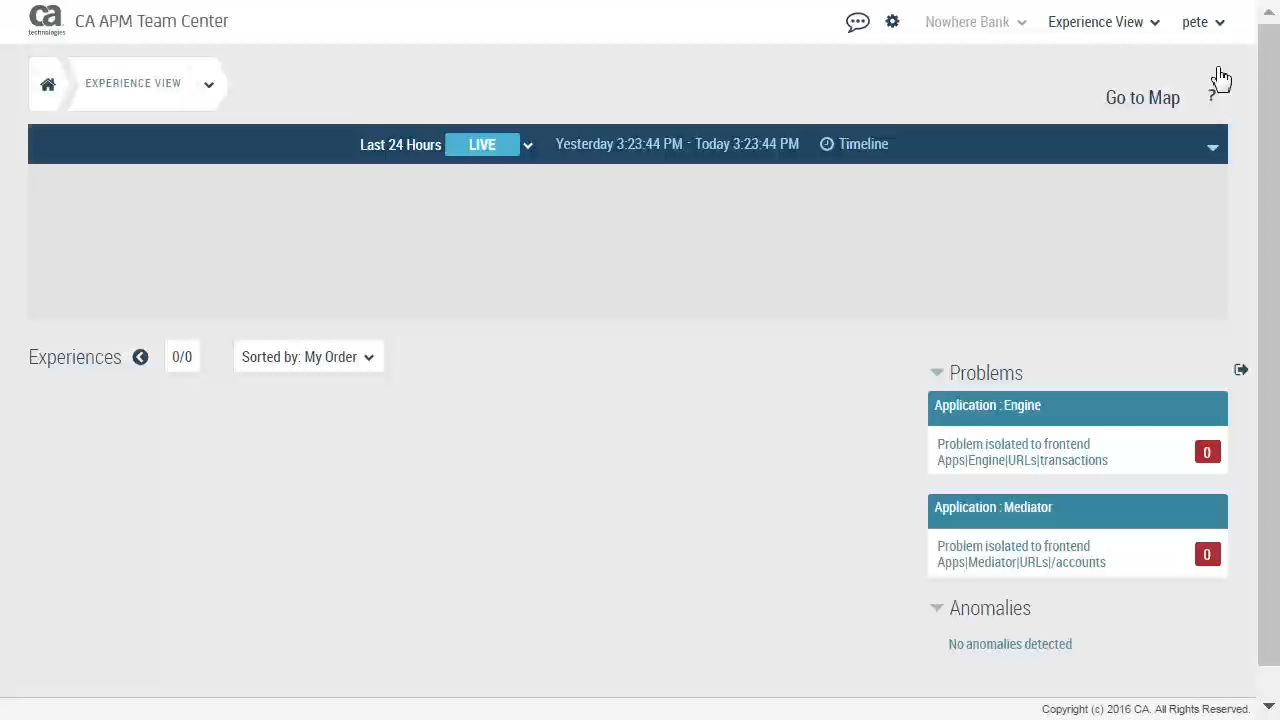 ca
technologies
CA APM Team Center
Nowhere Bank
Experience View
pete
EXPERIENCE VIEW
Go to Map
?
Last 24 Hours
LIVE
Yesterday 3:23:44 PM - Today 3:23:44 PM
Timeline
Experiences
0/0
Sorted by: My Order
Problems
Application : Engine
Problem isolated to frontend
Apps|Engine|URLs|transactions
0
Application : Mediator
Problem isolated to frontend
Apps|Mediator|URLs|/accounts
0
Anomalies
No anomalies detected
Copyright (c) 2016 CA. All Rights Reserved.